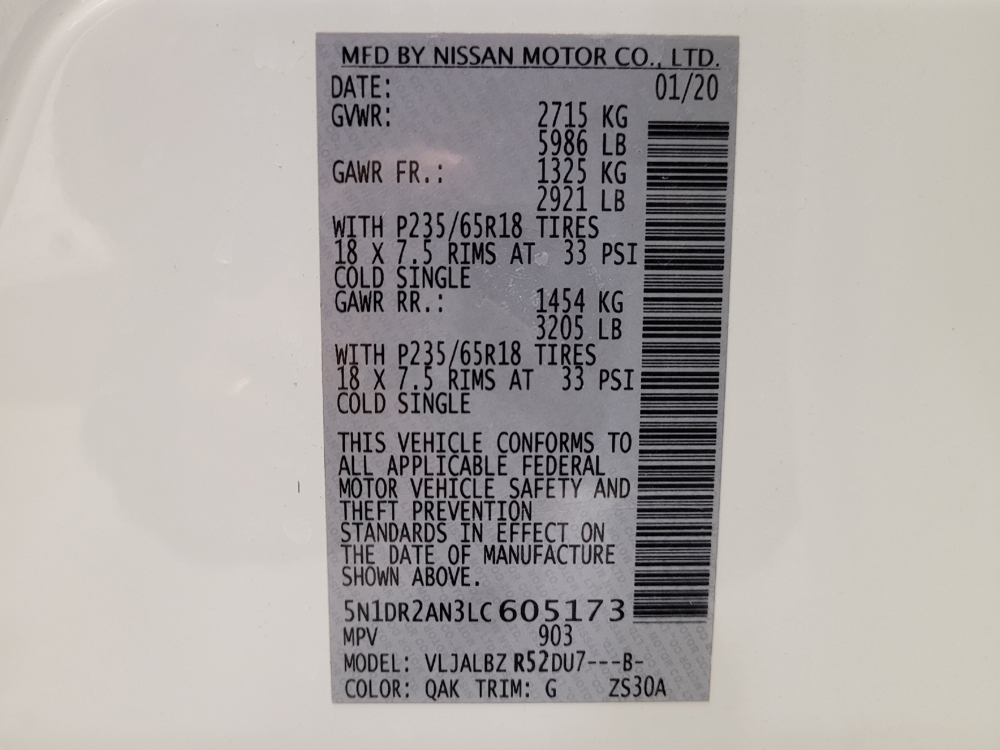 MFD BY NISSAN MOTOR CO., LTD.
DATE: 01/20
GVWR: 2715 KG
5986 LB
GAWR FR.: 1325 KG
2921 LB
WITH P235/65R18 TIRES
18 X 7.5 RIMS AT 33 PSI
COLD SINGLE
GAWR RR.: 1454 KG
3205 LB
WITH P235/65R18 TIRES
18 X 7.5 RIMS AT 33 PSI
COLD SINGLE
THIS VEHICLE CONFORMS TO
ALL APPLICABLE FEDERAL
MOTOR VEHICLE SAFETY AND
THEFT PREVENTION
STANDARDS IN EFFECT ON
THE DATE OF MANUFACTURE
SHOWN ABOVE.
5N1DR2AN3LC605173
MPV 903
MODEL: VLJALBZ R52DU7---B-
COLOR: QAK TRIM: G ZS30A